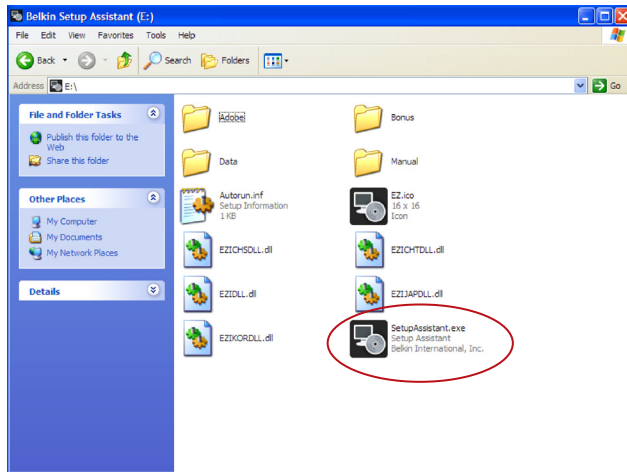 Belkin Setup Assistant (E:)
File Edit View Favorites Tools Help
Back Search Folders
Address E:\ Go
File and Folder Tasks
Publish this folder to the
Web
Share this folder
Other Places
My Computer
My Documents
My Network Places
Details
Adobe Bonus
Data Manual
Autorun.inf
Setup Information
1 KB
EZ.ico
16 x 16
Icon
EZICHSDLL.dll EZICHTDLL.dll
EZIDLL.dll EZIJAPDLL.dll
EZIKORDLL.dll
SetupAssistant.exe
Setup Assistant
Belkin International, Inc.